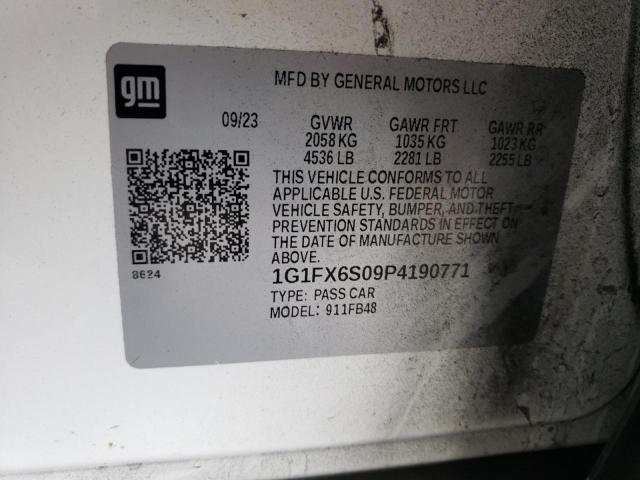 gm
MFD BY GENERAL MOTORS LLC
09/23 GVWR GAWR FRT GAWR RR
2058 KG 1035 KG 1023 KG
4536 LB 2281 LB 2255 LB
THIS VEHICLE CONFORMS TO ALL
APPLICABLE U.S. FEDERAL MOTOR
VEHICLE SAFETY, BUMPER, AND THEFT
PREVENTION STANDARDS IN EFFECT ON
THE DATE OF MANUFACTURE SHOWN
ABOVE.
8624
1G1FX6S09P4190771
TYPE: PASS CAR
MODEL: 911FB48